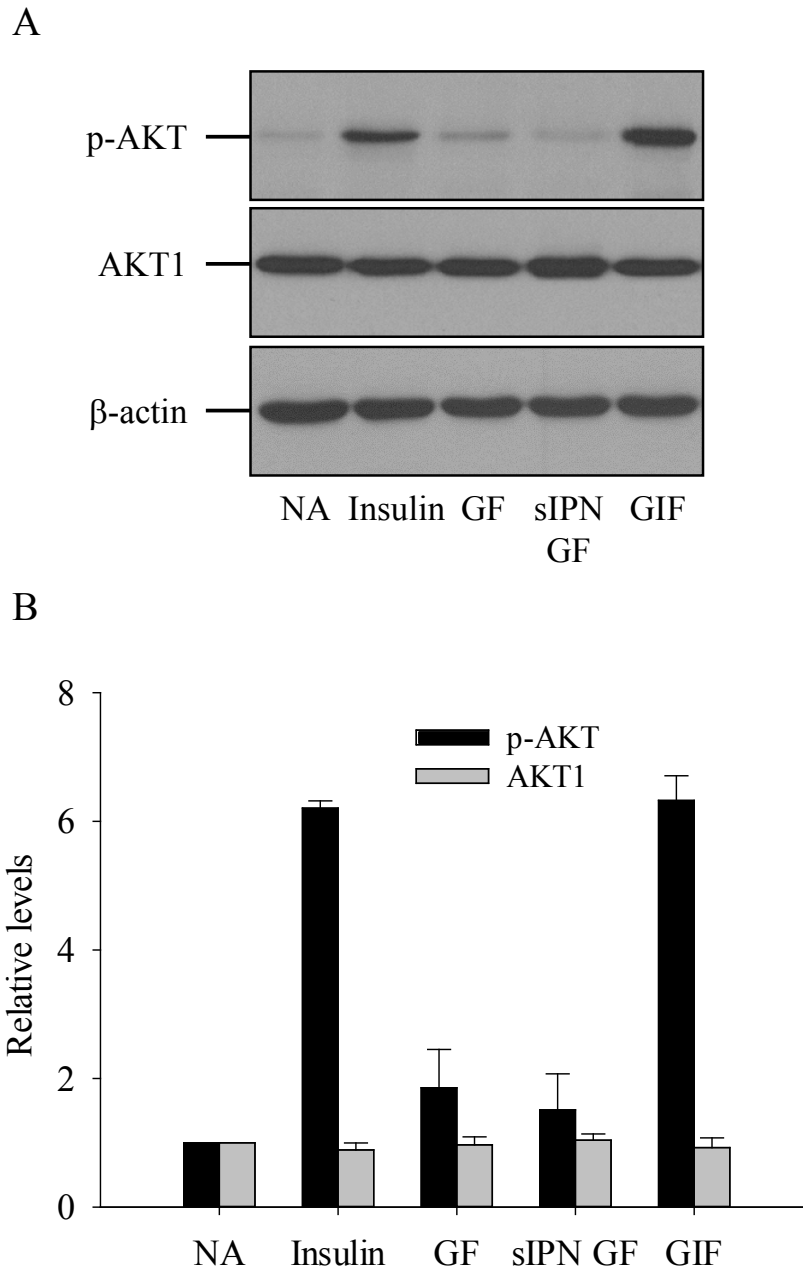 A
p-AKT
AKT1
β-actin
NA Insulin GF sIPN GIF
GF
B
8
p-AKT
AKT1
6
4
2
0
Relative levels
NA Insulin GF sIPN GF GIF